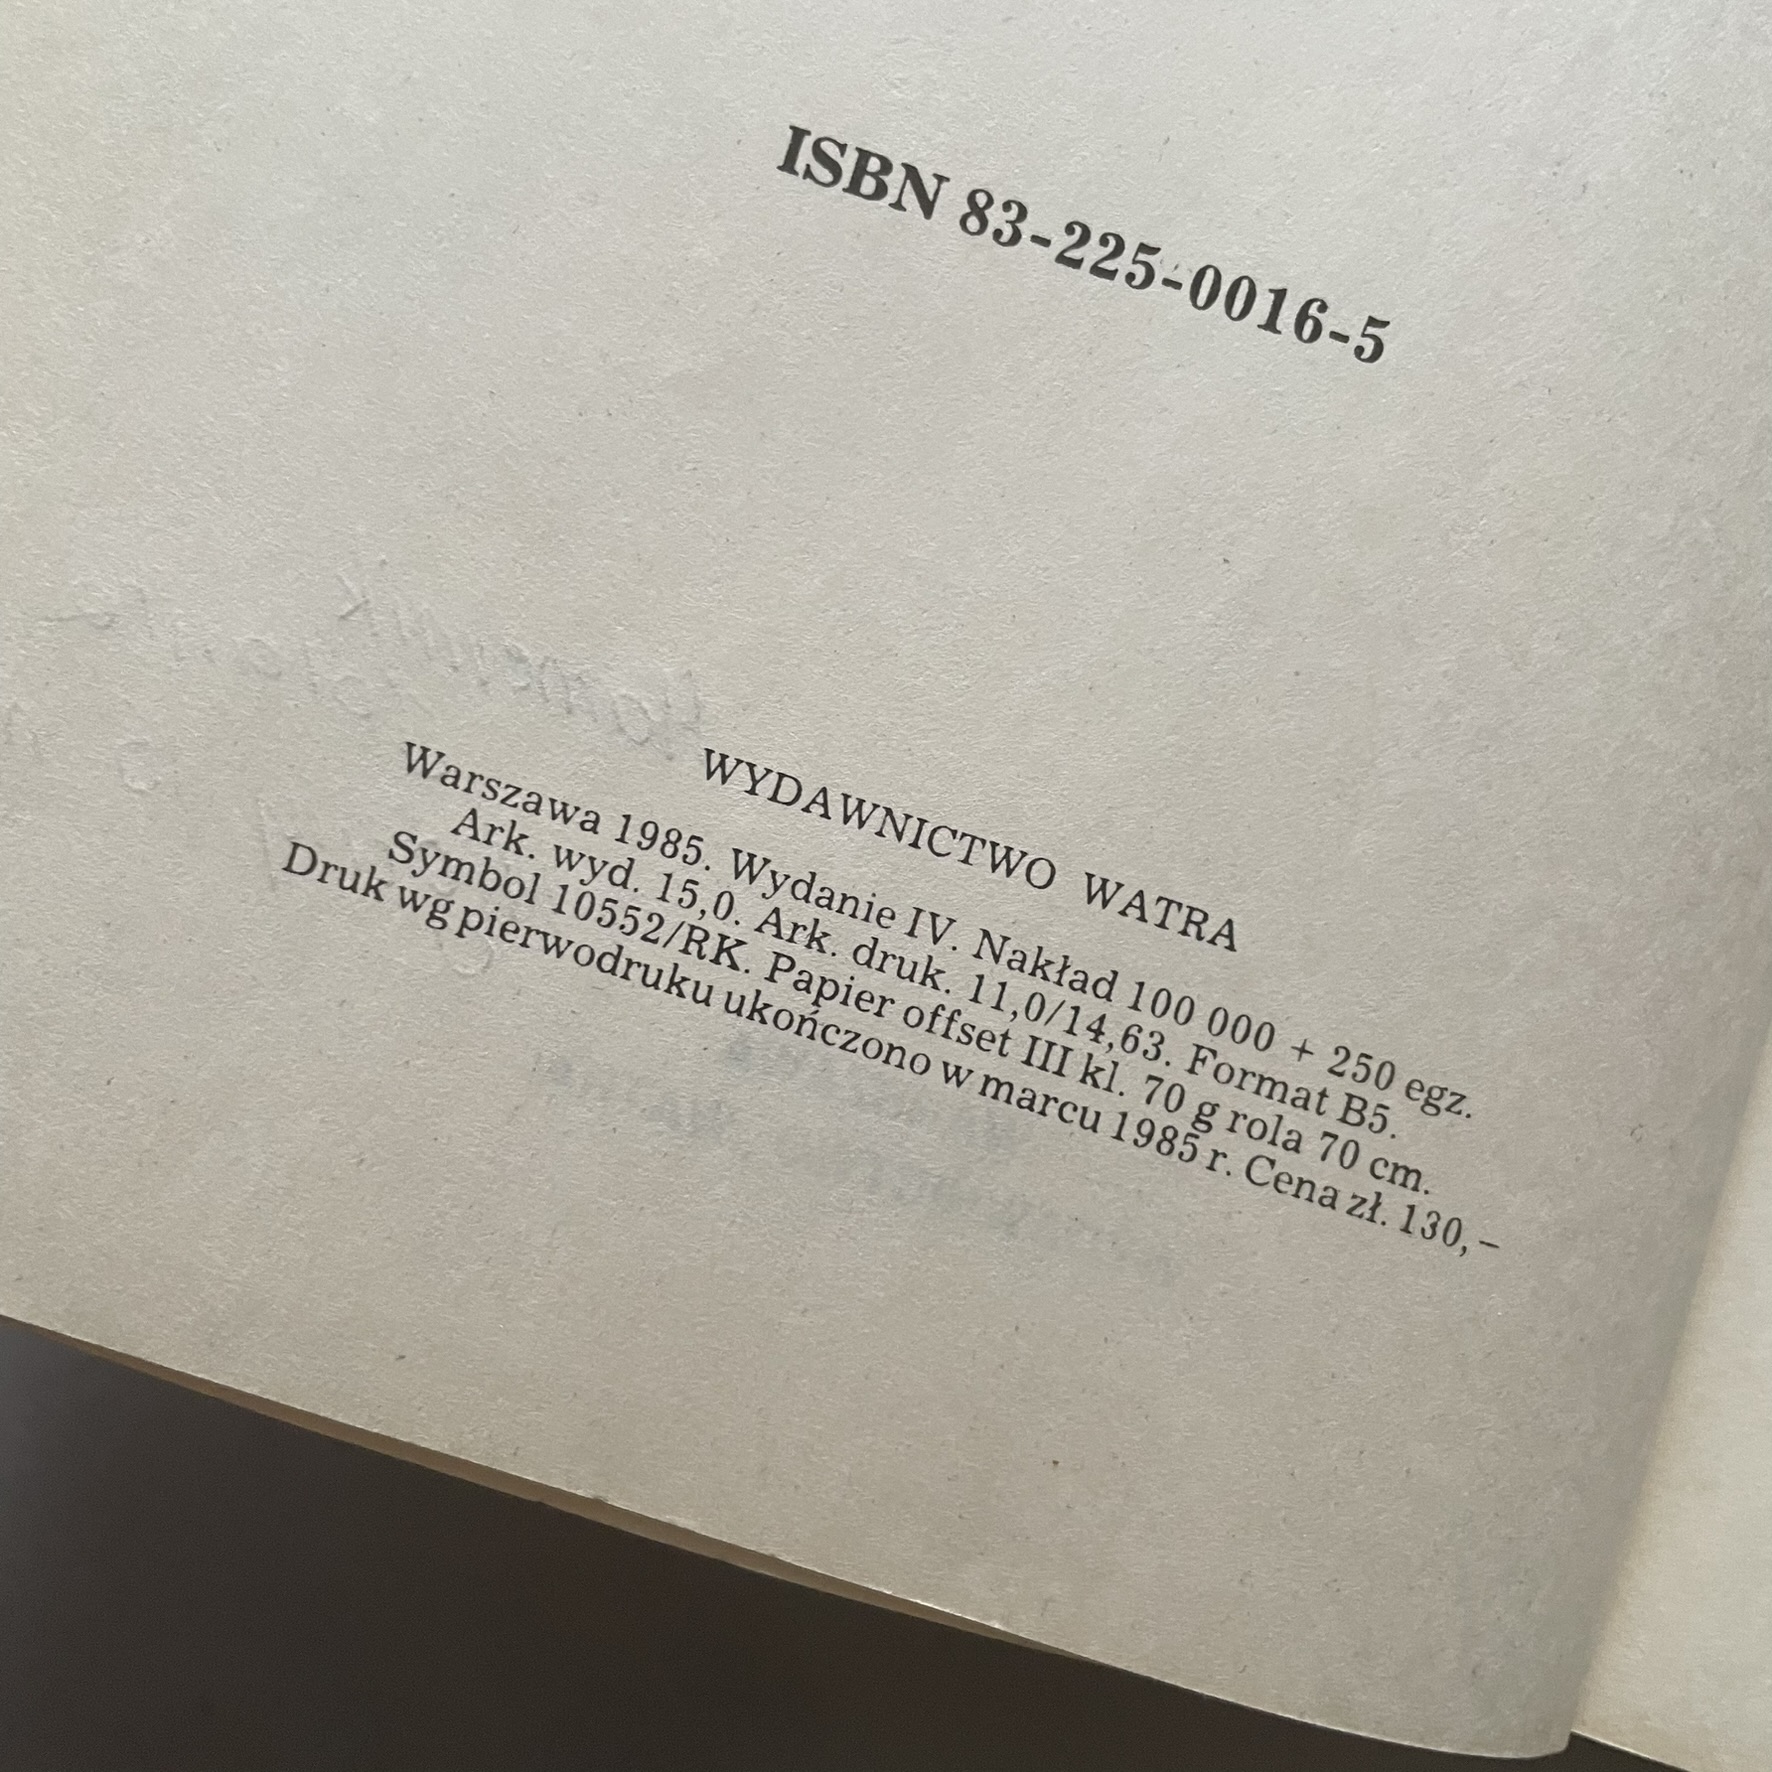 ISBN 83-225-0016-5
WYDAWNICTWO WATRA
Warszawa 1985. Wydanie IV. Nakład 100 000 + 250 egz.
Ark. wyd. 15,0. Ark. druk. 11,0/14,63. Format B5.
Symbol 10552/RK. Papier offset III kl. 70 g rola 70 cm.
Druk wg pierwodruku ukończono w marcu 1985 r. Cena zł. 130,–